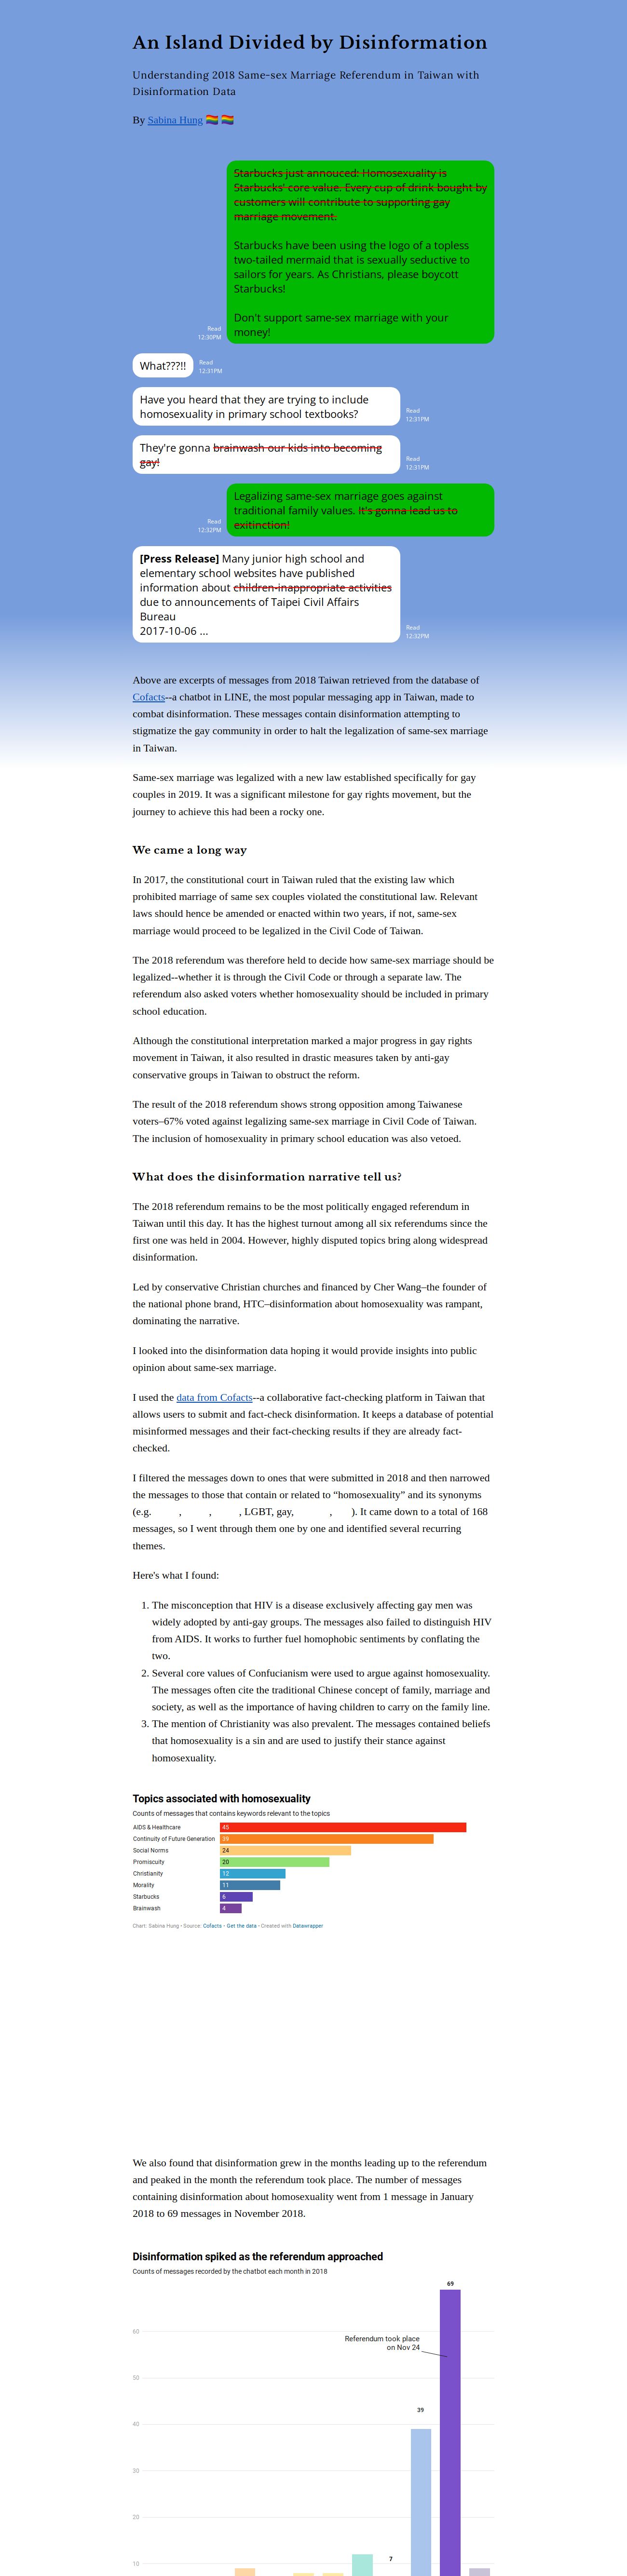 An Island Divided by Disinformation
Understanding 2018 Same-sex Marriage Referendum in Taiwan with
Disinformation Data
By Sabina Hung 🏳️‍🌈 🏳️‍🌈
Starbucks just annouced: Homosexuality is
Starbucks' core value. Every cup of drink bought by
customers will contribute to supporting gay
marriage movement.
Starbucks have been using the logo of a topless
two-tailed mermaid that is sexually seductive to
sailors for years. As Christians, please boycott
Starbucks!
Don't support same-sex marriage with your
money!
Read
12:30PM
What???!!
Read
12:31PM
Have you heard that they are trying to include
homosexuality in primary school textbooks?
Read
12:31PM
They're gonna brainwash our kids into becoming
gay!
Read
12:31PM
Legalizing same-sex marriage goes against
traditional family values. It's gonna lead us to
exitinction!
Read
12:32PM
[Press Release] Many junior high school and
elementary school websites have published
information about children-inappropriate activities
due to announcements of Taipei Civil Affairs
Bureau
2017-10-06 ...
Read
12:32PM
Above are excerpts of messages from 2018 Taiwan retrieved from the database of
Cofacts--a chatbot in LINE, the most popular messaging app in Taiwan, made to
combat disinformation. These messages contain disinformation attempting to
stigmatize the gay community in order to halt the legalization of same-sex marriage
in Taiwan.
Same-sex marriage was legalized with a new law established specifically for gay
couples in 2019. It was a significant milestone for gay rights movement, but the
journey to achieve this had been a rocky one.
We came a long way
In 2017, the constitutional court in Taiwan ruled that the existing law which
prohibited marriage of same sex couples violated the constitutional law. Relevant
laws should hence be amended or enacted within two years, if not, same-sex
marriage would proceed to be legalized in the Civil Code of Taiwan.
The 2018 referendum was therefore held to decide how same-sex marriage should be
legalized--whether it is through the Civil Code or through a separate law. The
referendum also asked voters whether homosexuality should be included in primary
school education.
Although the constitutional interpretation marked a major progress in gay rights
movement in Taiwan, it also resulted in drastic measures taken by anti-gay
conservative groups in Taiwan to obstruct the reform.
The result of the 2018 referendum shows strong opposition among Taiwanese
voters–67% voted against legalizing same-sex marriage in Civil Code of Taiwan.
The inclusion of homosexuality in primary school education was also vetoed.
What does the disinformation narrative tell us?
The 2018 referendum remains to be the most politically engaged referendum in
Taiwan until this day. It has the highest turnout among all six referendums since the
first one was held in 2004. However, highly disputed topics bring along widespread
disinformation.
Led by conservative Christian churches and financed by Cher Wang–the founder of
the national phone brand, HTC–disinformation about homosexuality was rampant,
dominating the narrative.
I looked into the disinformation data hoping it would provide insights into public
opinion about same-sex marriage.
I used the data from Cofacts--a collaborative fact-checking platform in Taiwan that
allows users to submit and fact-check disinformation. It keeps a database of potential
misinformed messages and their fact-checking results if they are already fact-
checked.
I filtered the messages down to ones that were submitted in 2018 and then narrowed
the messages to those that contain or related to “homosexuality” and its synonyms
(e.g. , , , LGBT, gay, , ). It came down to a total of 168
messages, so I went through them one by one and identified several recurring
themes.
Here's what I found:
1. The misconception that HIV is a disease exclusively affecting gay men was
widely adopted by anti-gay groups. The messages also failed to distinguish HIV
from AIDS. It works to further fuel homophobic sentiments by conflating the
two.
2. Several core values of Confucianism were used to argue against homosexuality.
The messages often cite the traditional Chinese concept of family, marriage and
society, as well as the importance of having children to carry on the family line.
3. The mention of Christianity was also prevalent. The messages contained beliefs
that homosexuality is a sin and are used to justify their stance against
homosexuality.
Topics associated with homosexuality
Counts of messages that contains keywords relevant to the topics
AIDS & Healthcare 45
Continuity of Future Generation 39
Social Norms 24
Promiscuity 20
Christianity 12
Morality 11
Starbucks 6
Brainwash 4
Chart: Sabina Hung • Source: Cofacts • Get the data • Created with Datawrapper
We also found that disinformation grew in the months leading up to the referendum
and peaked in the month the referendum took place. The number of messages
containing disinformation about homosexuality went from 1 message in January
2018 to 69 messages in November 2018.
Disinformation spiked as the referendum approached
Counts of messages recorded by the chatbot each month in 2018
69
60
Referendum took place
on Nov 24
50
39
40
30
20
7
10